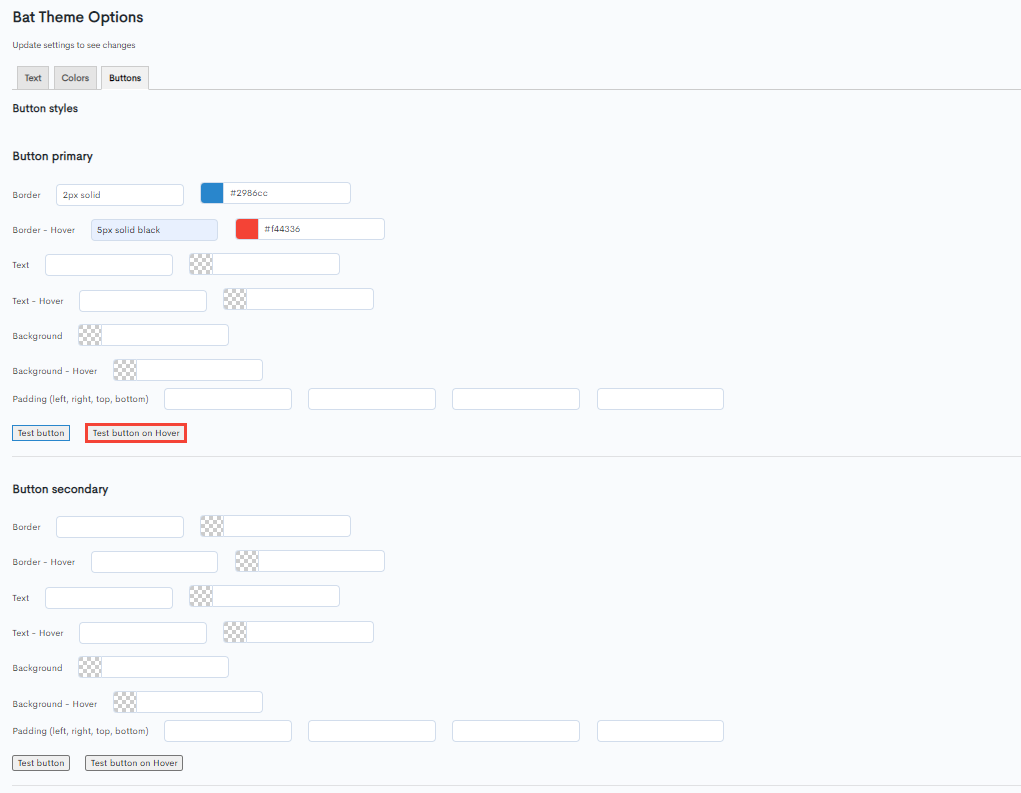 Bat Theme Options
Update settings to see changes
Text Colors Buttons
Button styles
Button primary
Border 2px solid #2986cc
Border - Hover 5px solid black #f44336
Text
Text - Hover
Background
Background - Hover
Padding (left, right, top, bottom)
Test button Test button on Hover
Button secondary
Border
Border - Hover
Text
Text - Hover
Background
Background - Hover
Padding (left, right, top, bottom)
Test button Test button on Hover